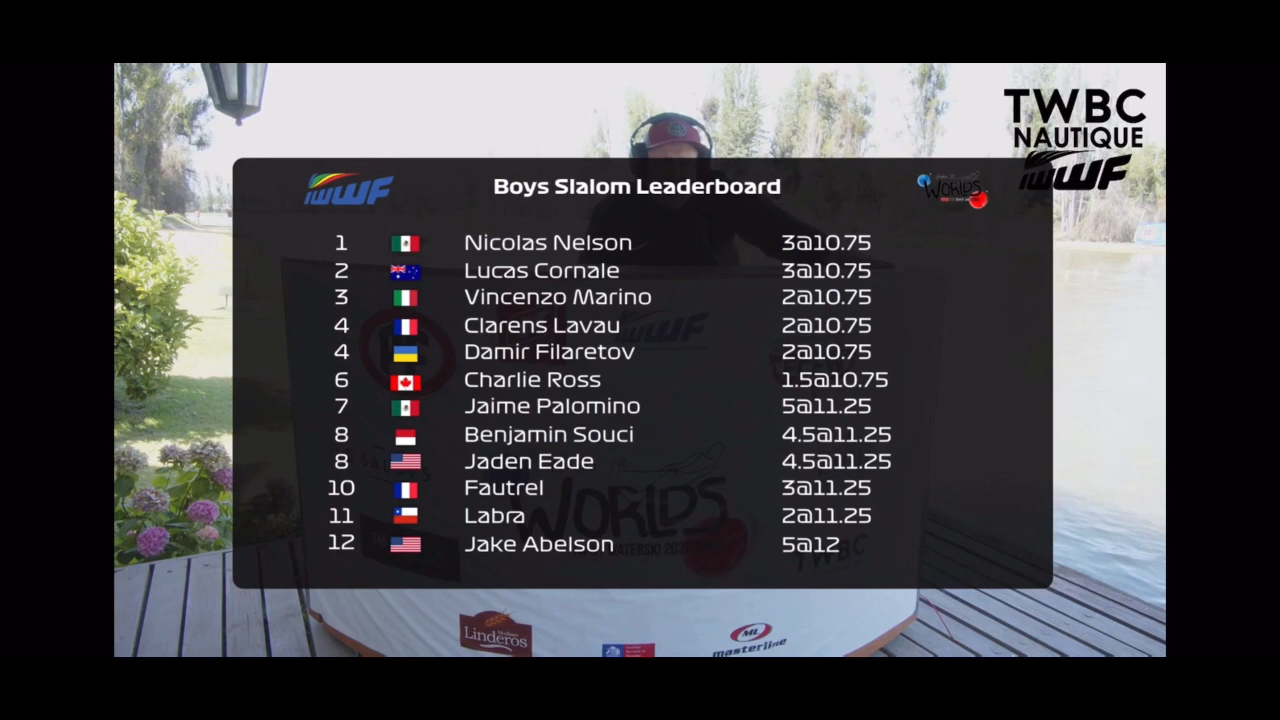 TWBC
NAUTIQUE
IWWF
IWWF
Boys Slalom Leaderboard
WORLDS
1 Nicolas Nelson 3@10.75
2 Lucas Cornale 3@10.75
3 Vincenzo Marino 2@10.75
4 Clarens Lavau 2@10.75
4 Damir Filaretov 2@10.75
6 Charlie Ross 1.5@10.75
7 Jaime Palomino 5@11.25
8 Benjamin Souci 4.5@11.25
8 Jaden Eade 4.5@11.25
10 Fautrel 3@11.25
11 Labra 2@11.25
12 Jake Abelson 5@12
WORLDS
TWBC
Linderos
ML
masterline